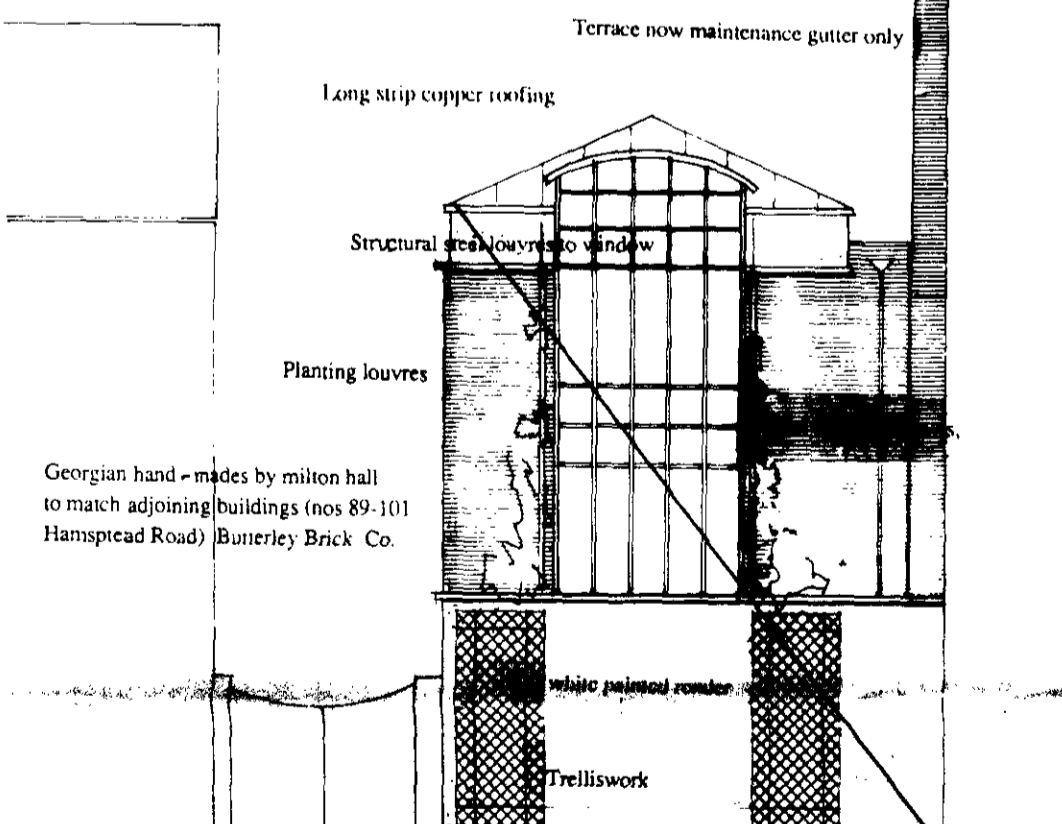 Terrace now maintenance gutter only
Long strip copper roofing
Structural steel louvres to window
Planting louvres
Georgian hand - mades by milton hall
to match adjoining buildings (nos 89-101
Hamsptead Road) Butterley Brick Co.
white painted render
Trelliswork